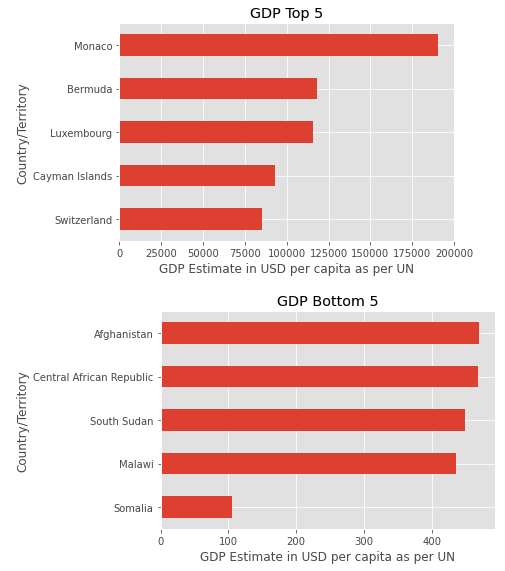 GDP Top 5
Country/Territory
Monaco
Bermuda
Luxembourg
Cayman Islands
Switzerland
0 25000 50000 75000 100000 125000 150000 175000 200000
GDP Estimate in USD per capita as per UN
GDP Bottom 5
Country/Territory
Afghanistan
Central African Republic
South Sudan
Malawi
Somalia
0 100 200 300 400
GDP Estimate in USD per capita as per UN